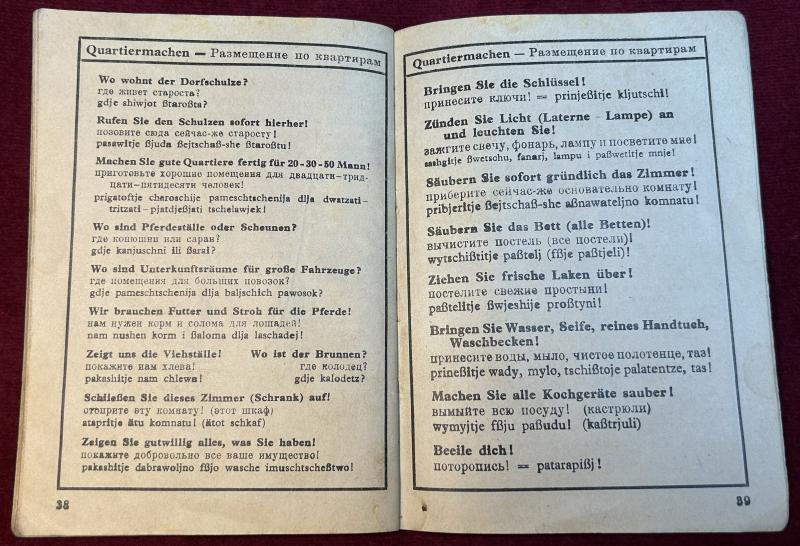 Quartiermachen — Размещение по квартирам
Wo wohnt der Dorfschulze?
где живет староста?
gdje shiwjot ßtaroßta?
Rufen Sie den Schulzen sofort hierher!
позовите сюда сейчас-же старосту!
pasawitje ßjuda ßejtschaß-she ßtaroßtu!
Machen Sie gute Quartiere fertig für 20-30-50 Mann!
приготовьте хорошие помещения для двадцати-трид-
цати-пятидесяти человек!
prigatoftje charoschije pameschtschenija dlja dwatzati-
tritzati - pjatdjeßjati tschelawjek!
Wo sind Pferdeställe oder Scheunen?
где конюшни или сараи?
gdje kanjuschni ili ßarai?
Wo sind Unterkunftsräume für große Fahrzeuge?
где помещения для больших повозок?
gdje pameschtschenija dlja baljschich pawosok?
Wir brauchen Futter und Stroh für die Pferde!
нам нужен корм и солома для лошадей!
nam nushen korm i ßaloma dlja laschadej!
Zeigt uns die Viehställe! Wo ist der Brunnen?
покажите нам хлева! где колодец?
pakashitje nam chlewa! gdje kalodetz?
Schließen Sie dieses Zimmer (Schrank) auf!
отоприте эту комнату! (этот шкаф)
atapritje ätu komnatu! (ätot schkaf)
Zeigen Sie gutwillig alles, was Sie haben!
покажите добровольно все ваше имущество!
pakashitje dabrawoljno fßjo wasche imuschtscheßtwo!
38
Quartiermachen — Размещение по квартирам
Bringen Sie die Schlüssel!
принесите ключи! = prinjeßitje kljutschi!
Zünden Sie Licht (Laterne - Lampe) an
und leuchten Sie!
зажгите свечу, фонарь, лампу и посветите мне!
sashgitje ßwetschu, fanarj, lampu i paßwetitje mnje!
Säubern Sie sofort gründlich das Zimmer!
приберите сейчас-же основательно комнату!
pribjeritje ßejtschaß-she aßnawateljno komnatu!
Säubern Sie das Bett (alle Betten)!
вычистите постель (все постели)!
wytschißtitje paßtelj (fßje paßtjeli)!
Ziehen Sie frische Laken über!
постелите свежие простыни!
paßtelitje ßwjeshije proßtyni!
Bringen Sie Wasser, Seife, reines Handtuch,
Waschbecken!
принесите воды, мыло, чистое полотенце, таз!
prineßitje wady, mylo, tschißtoje palatentze, tas!
Machen Sie alle Kochgeräte sauber!
вымыйте всю посуду! (кастрюли)
wymyjtje fßju paßudu! (kaßtrjuli)
Beeile dich!
поторопись! = patarapißj!
39